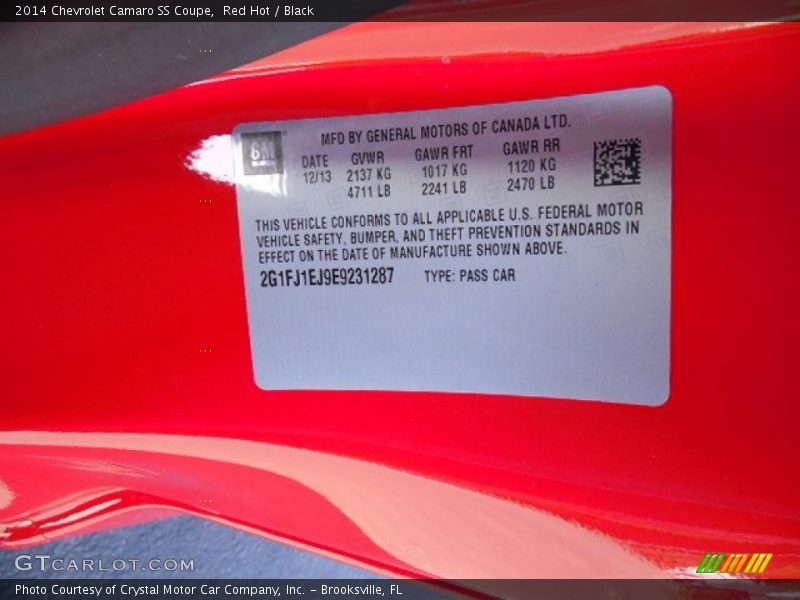 2014 Chevrolet Camaro SS Coupe,  Red Hot / Black
GM
MFD BY GENERAL MOTORS OF CANADA LTD.
DATE GVWR GAWR FRT GAWR RR
12/13 2137 KG 1017 KG 1120 KG
4711 LB 2241 LB 2470 LB
THIS VEHICLE CONFORMS TO ALL APPLICABLE U.S. FEDERAL MOTOR
VEHICLE SAFETY, BUMPER, AND THEFT PREVENTION STANDARDS IN
EFFECT ON THE DATE OF MANUFACTURE SHOWN ABOVE.
2G1FJ1EJ9E9231287 TYPE: PASS CAR
GTCARLOT.COM
Photo Courtesy of Crystal Motor Car Company, Inc. – Brooksville, FL